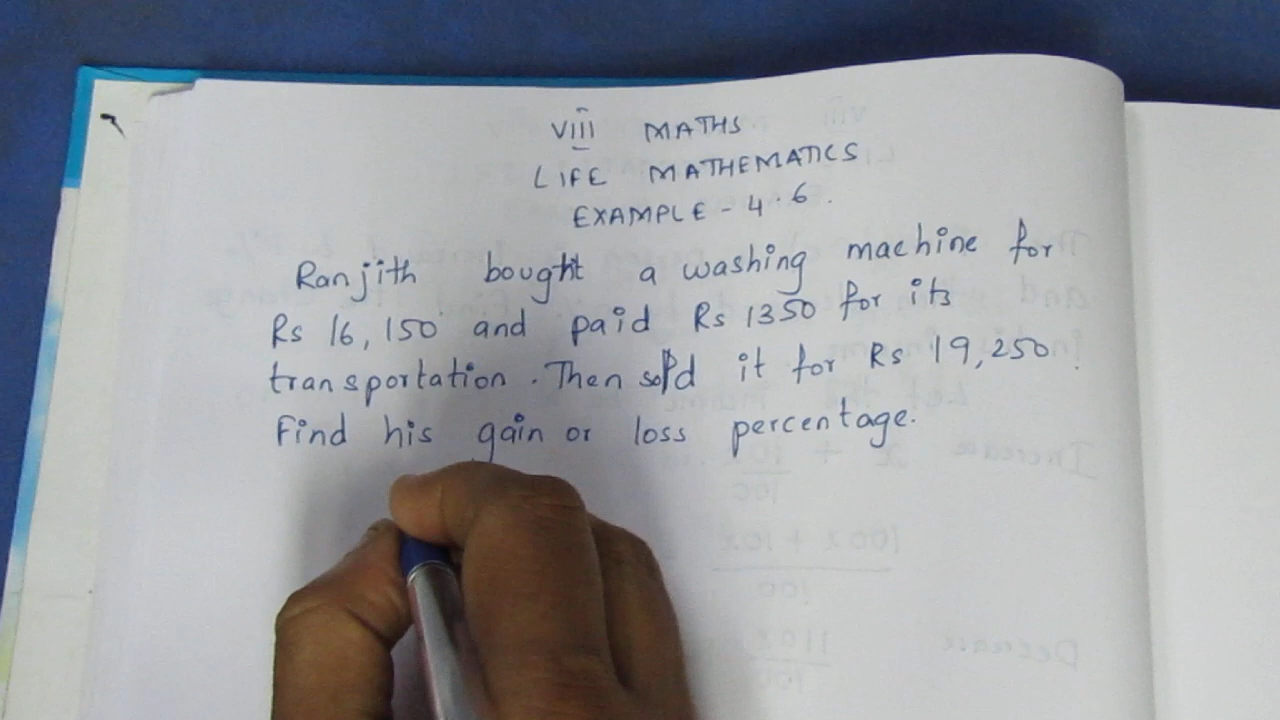 VIII MATHS
LIFE MATHEMATICS
EXAMPLE - 4.6.
Ranjith bought a washing machine for
Rs 16,150 and paid Rs 1350 for its
transportation. Then sold it for Rs 19,250.
Find his gain or loss percentage.